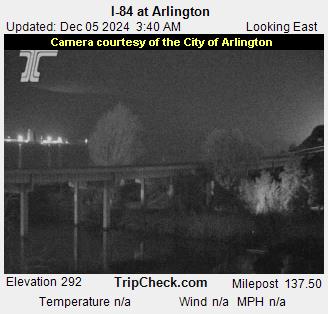 I-84 at Arlington
Updated: Dec 05 2024 3:40 AM Looking East
Camera courtesy of the City of Arlington
Elevation 292 TripCheck.com Milepost 137.50
Temperature n/a Wind n/a MPH n/a